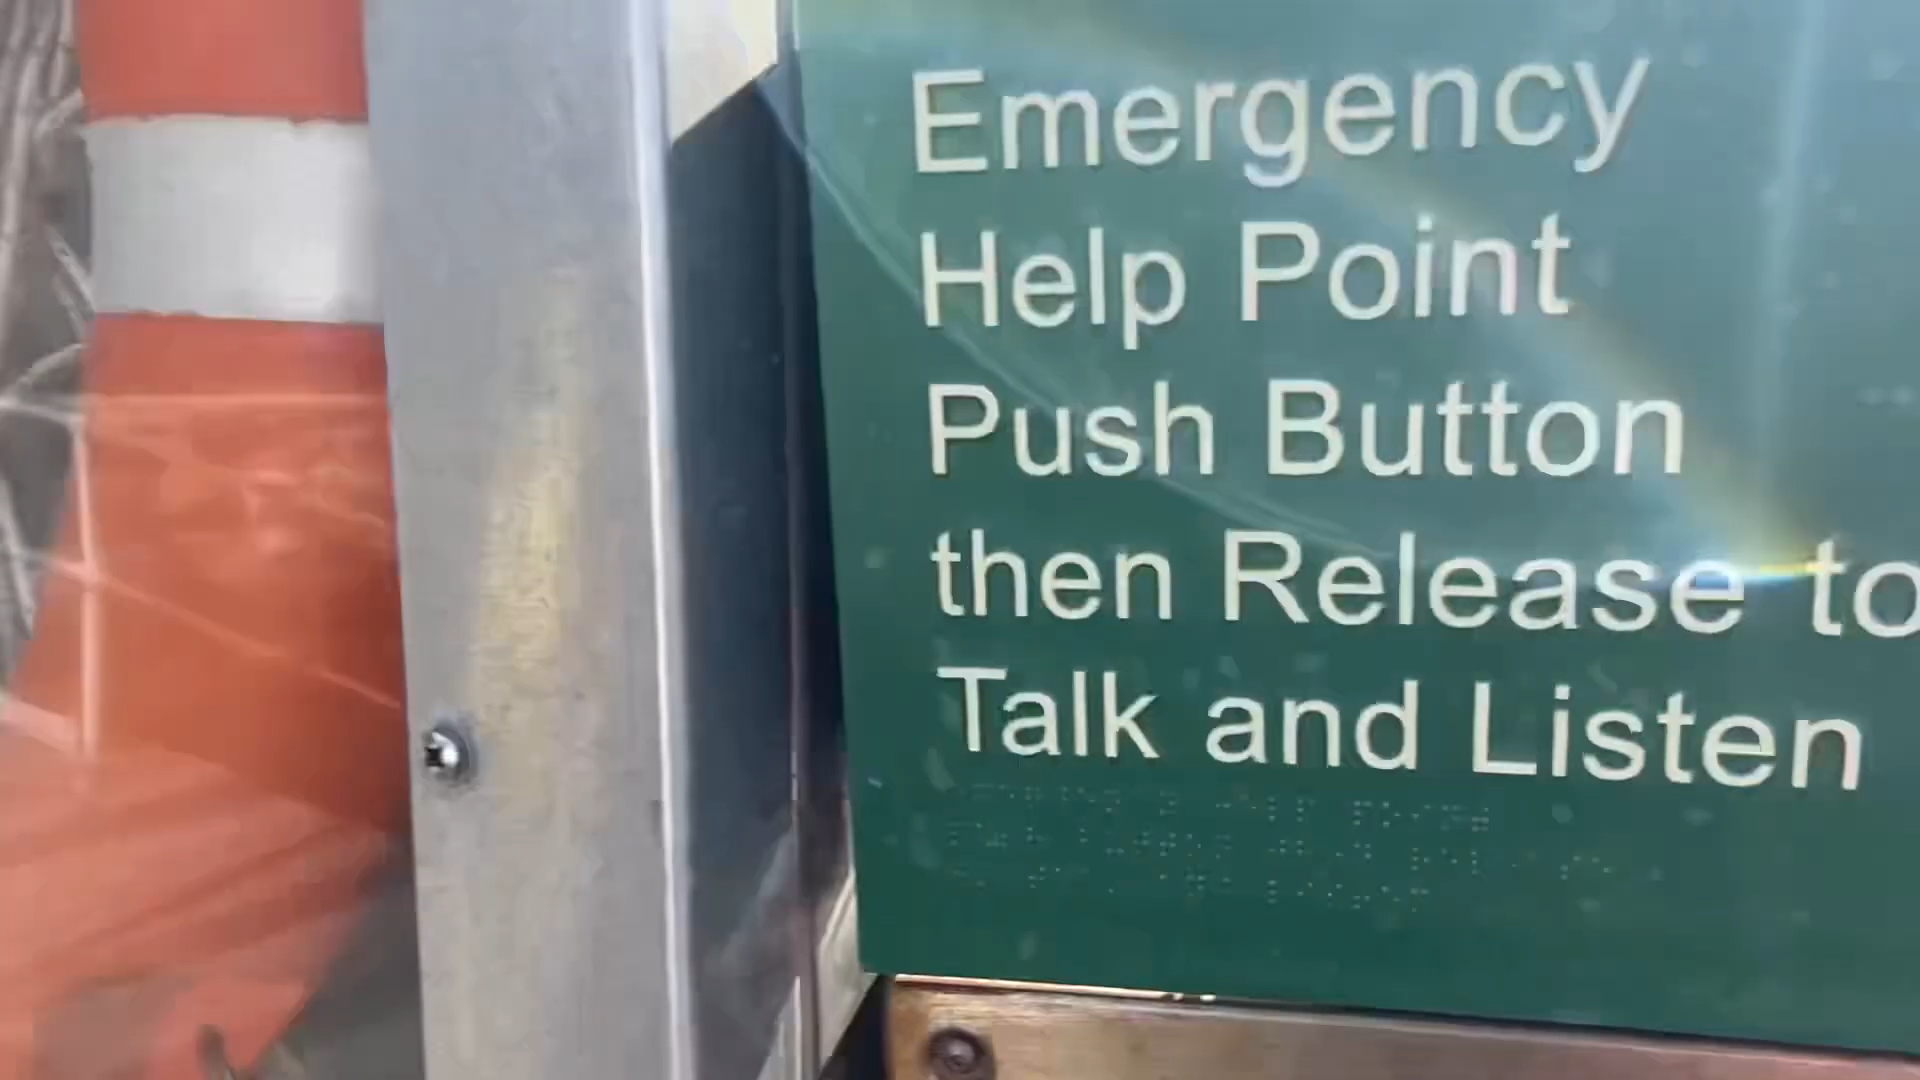 Emergency
Help Point
Push Button
then Release to
Talk and Listen